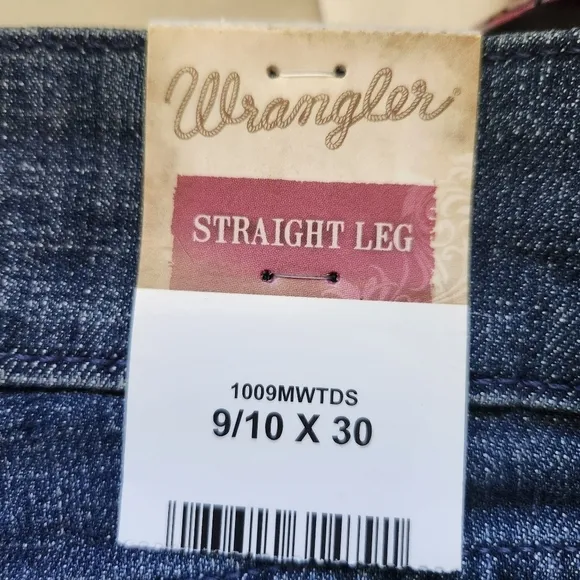 Wrangler®
STRAIGHT LEG
1009MWTDS
9/10 X 30